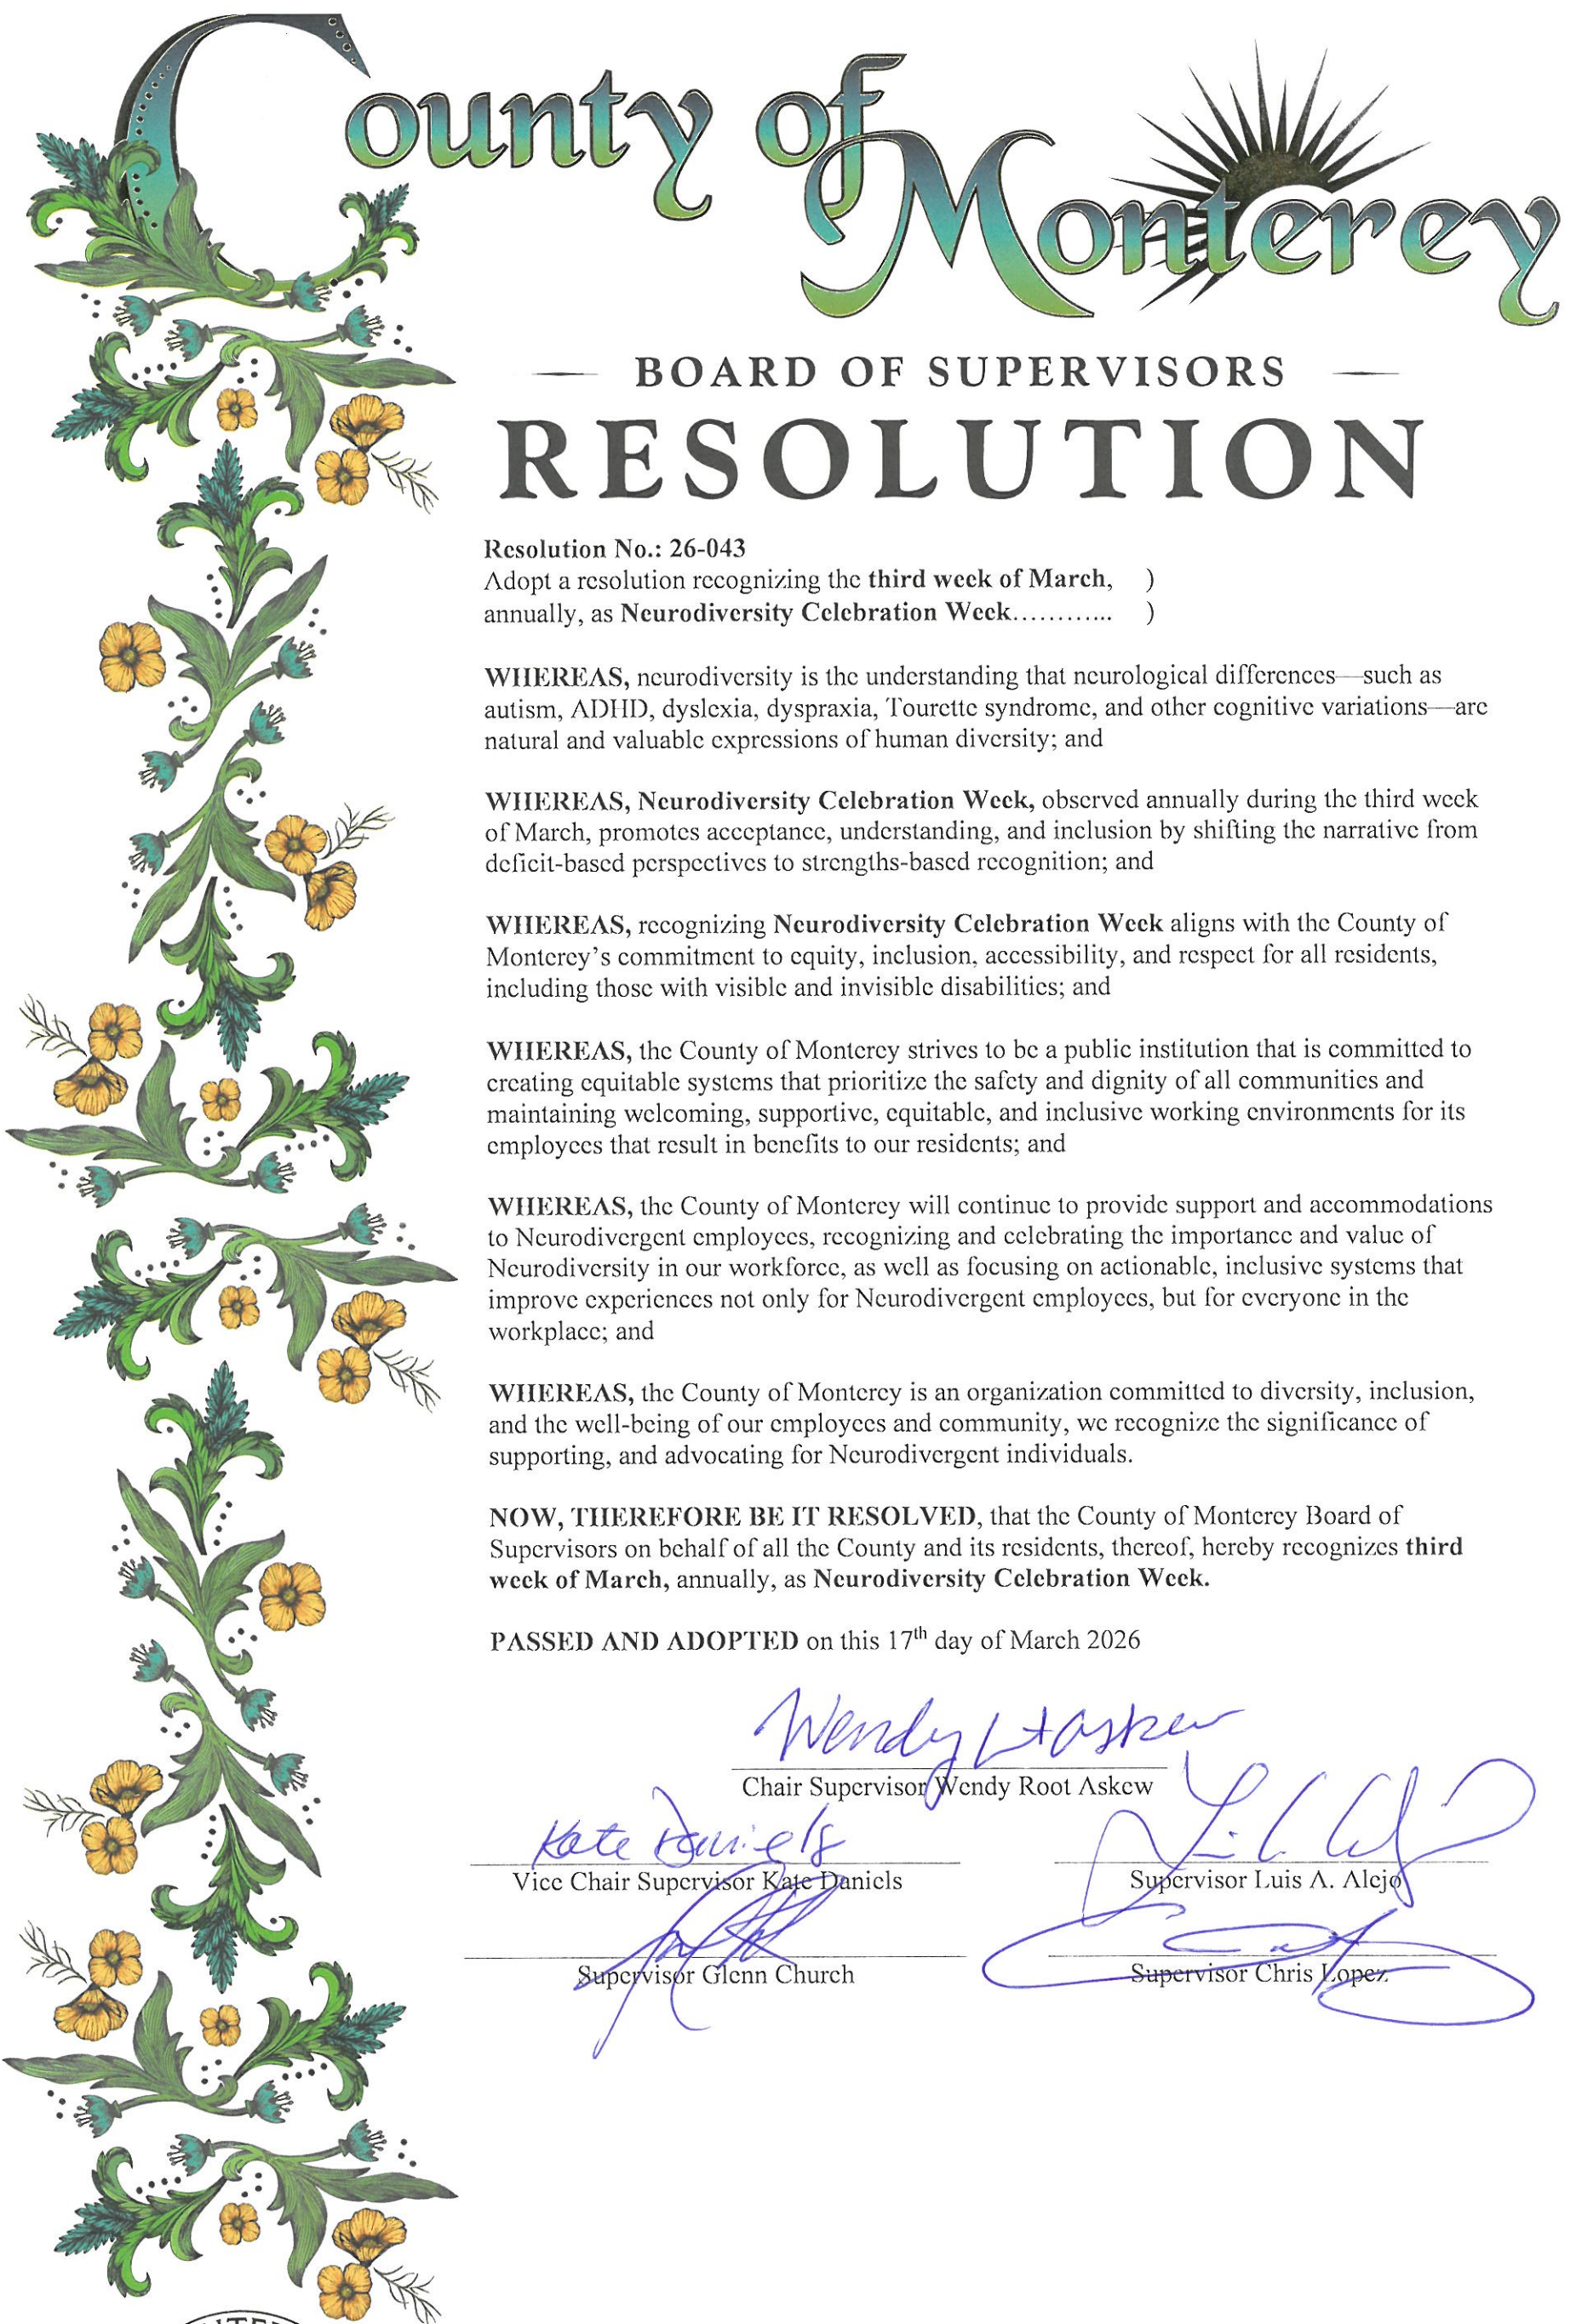 County of
Monterey
BOARD OF SUPERVISORS
RESOLUTION
Resolution No.: 26-043
Adopt a resolution recognizing the third week of March, )
annually, as Neurodiversity Celebration Week……….. )
WHEREAS, neurodiversity is the understanding that neurological differences—such as
autism, ADHD, dyslexia, dyspraxia, Tourette syndrome, and other cognitive variations—are
natural and valuable expressions of human diversity; and
WHEREAS, Neurodiversity Celebration Week, observed annually during the third week
of March, promotes acceptance, understanding, and inclusion by shifting the narrative from
deficit-based perspectives to strengths-based recognition; and
WHEREAS, recognizing Neurodiversity Celebration Week aligns with the County of
Monterey’s commitment to equity, inclusion, accessibility, and respect for all residents,
including those with visible and invisible disabilities; and
WHEREAS, the County of Monterey strives to be a public institution that is committed to
creating equitable systems that prioritize the safety and dignity of all communities and
maintaining welcoming, supportive, equitable, and inclusive working environments for its
employees that result in benefits to our residents; and
WHEREAS, the County of Monterey will continue to provide support and accommodations
to Neurodivergent employees, recognizing and celebrating the importance and value of
Neurodiversity in our workforce, as well as focusing on actionable, inclusive systems that
improve experiences not only for Neurodivergent employees, but for everyone in the
workplace; and
WHEREAS, the County of Monterey is an organization committed to diversity, inclusion,
and the well-being of our employees and community, we recognize the significance of
supporting, and advocating for Neurodivergent individuals.
NOW, THEREFORE BE IT RESOLVED, that the County of Monterey Board of
Supervisors on behalf of all the County and its residents, thereof, hereby recognizes third
week of March, annually, as Neurodiversity Celebration Week.
PASSED AND ADOPTED on this 17th day of March 2026
Wendy Askew
Chair Supervisor Wendy Root Askew
Kate Daniels
Vice Chair Supervisor Kate Daniels
Supervisor Luis A. Alejo
Supervisor Glenn Church
Supervisor Chris Lopez